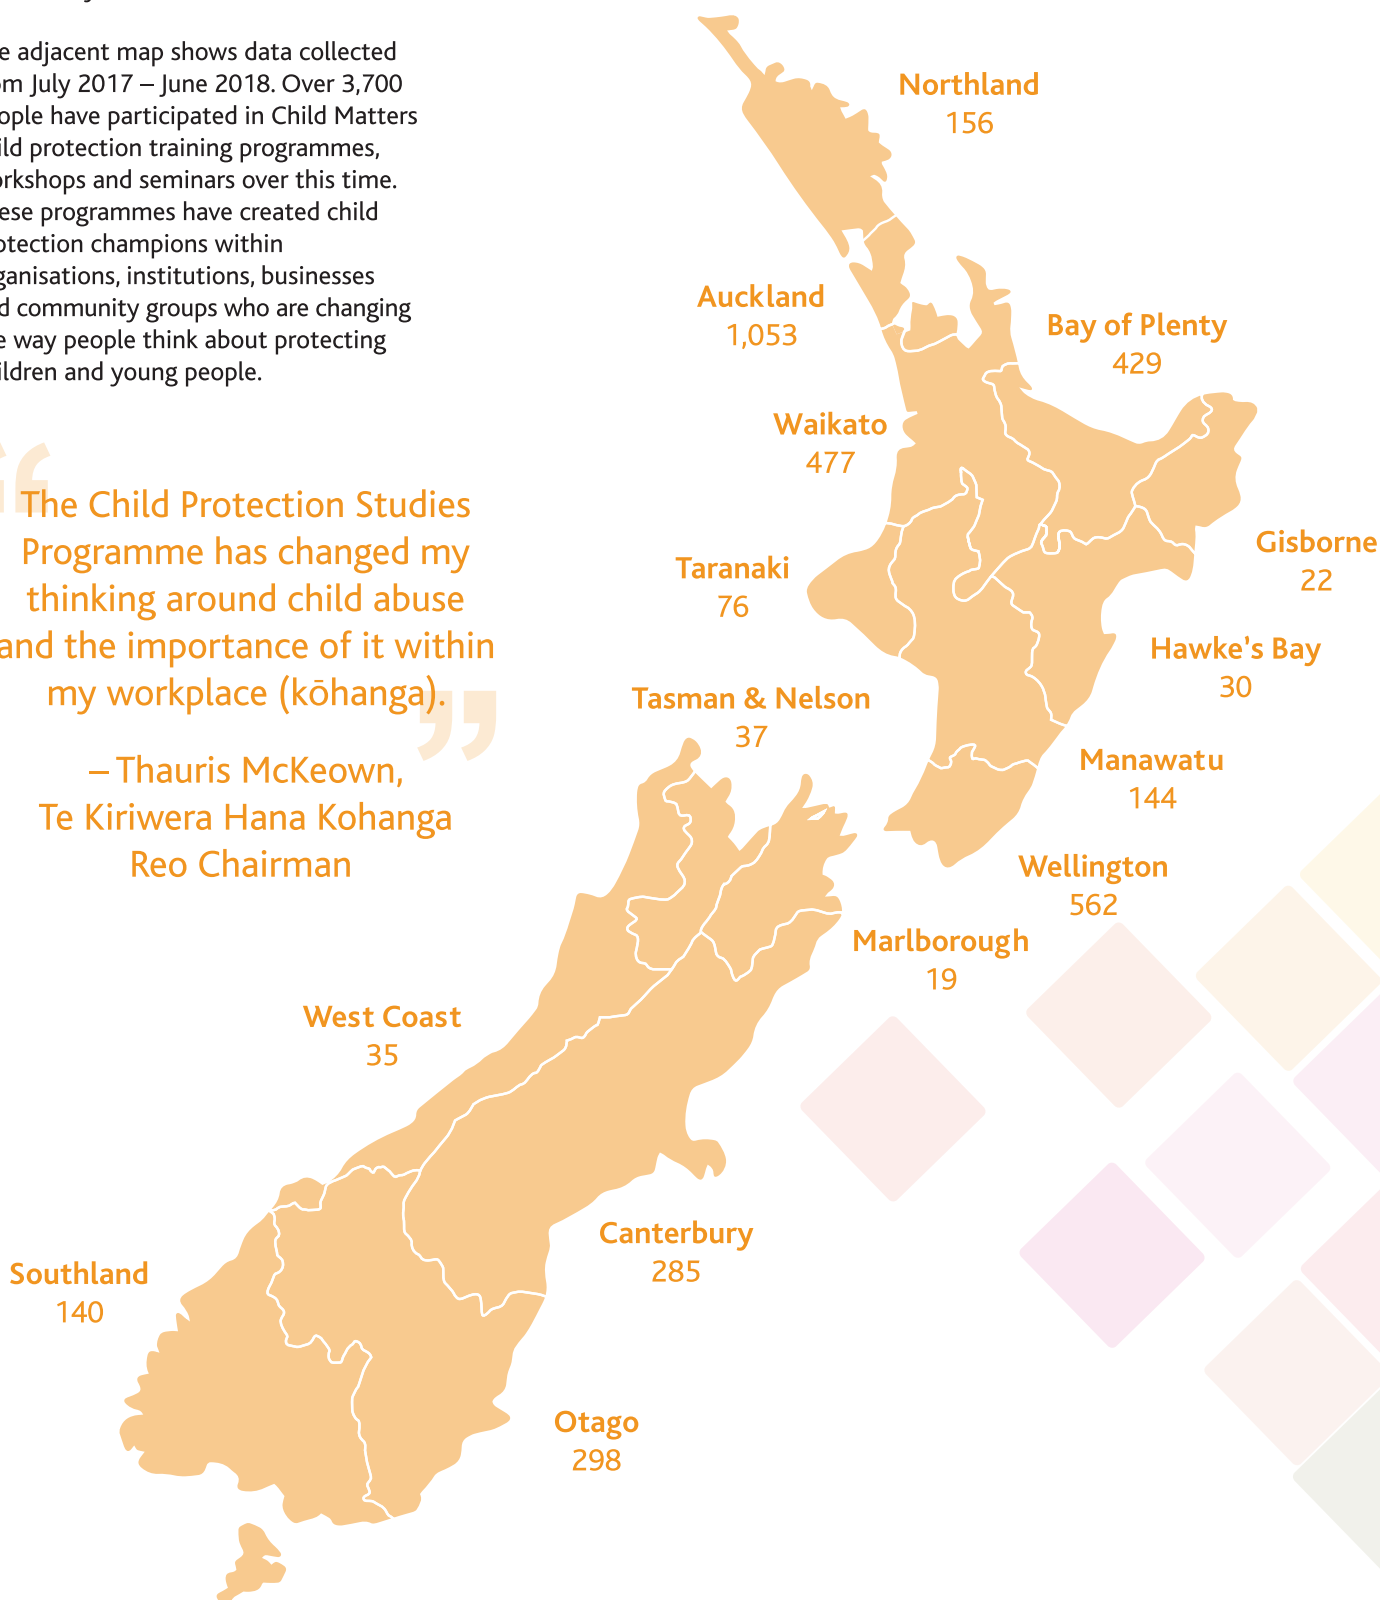 e adjacent map shows data collected
om July 2017 – June 2018. Over 3,700
ople have participated in Child Matters
ild protection training programmes,
orkshops and seminars over this time.
ese programmes have created child
otection champions within
ganisations, institutions, businesses
d community groups who are changing
e way people think about protecting
ildren and young people.
“
The Child Protection Studies
Programme has changed my
thinking around child abuse
and the importance of it within
my workplace (kōhanga).
”
– Thauris McKeown,
Te Kiriwera Hana Kohanga
Reo Chairman
Northland
156
Auckland
1,053
Bay of Plenty
429
Waikato
477
Gisborne
22
Taranaki
76
Hawke’s Bay
30
Tasman & Nelson
37
Manawatu
144
Wellington
562
Marlborough
19
West Coast
35
Canterbury
285
Southland
140
Otago
298